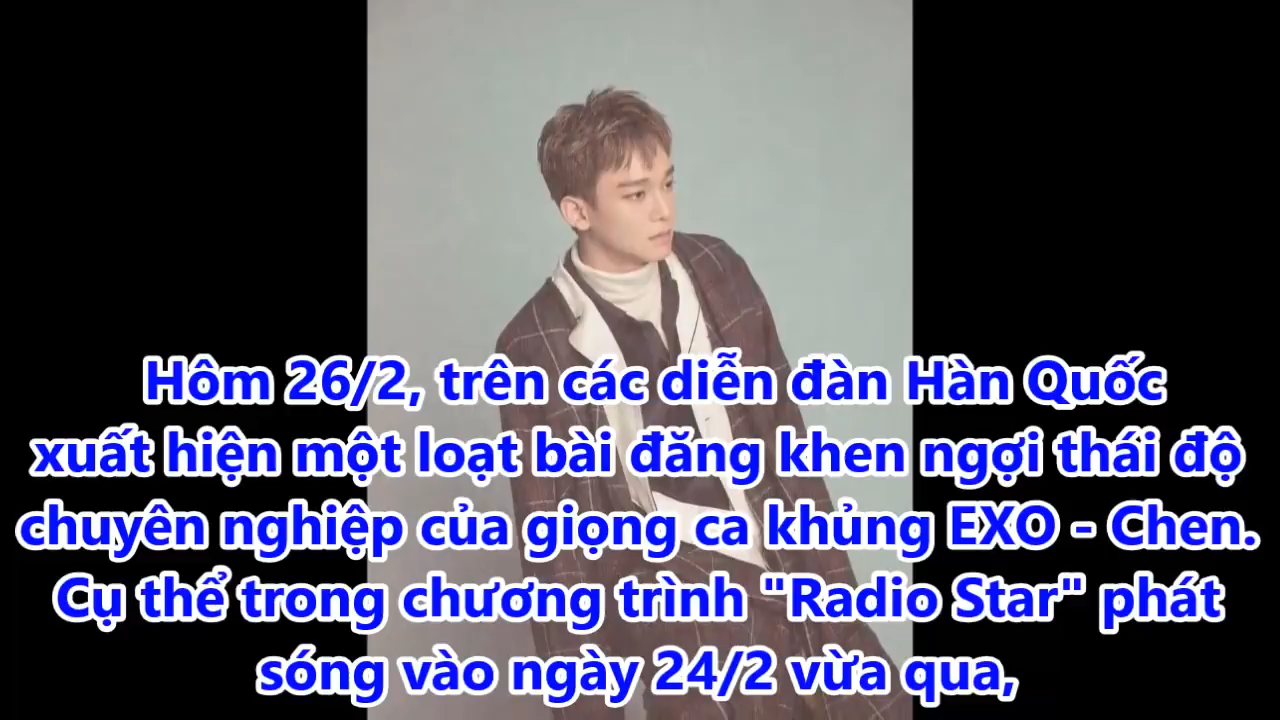 Hôm 26/2, trên các diễn đàn Hàn Quốc
xuất hiện một loạt bài đăng khen ngợi thái độ
chuyên nghiệp của giọng ca khủng EXO - Chen.
Cụ thể trong chương trình "Radio Star" phát
sóng vào ngày 24/2 vừa qua,